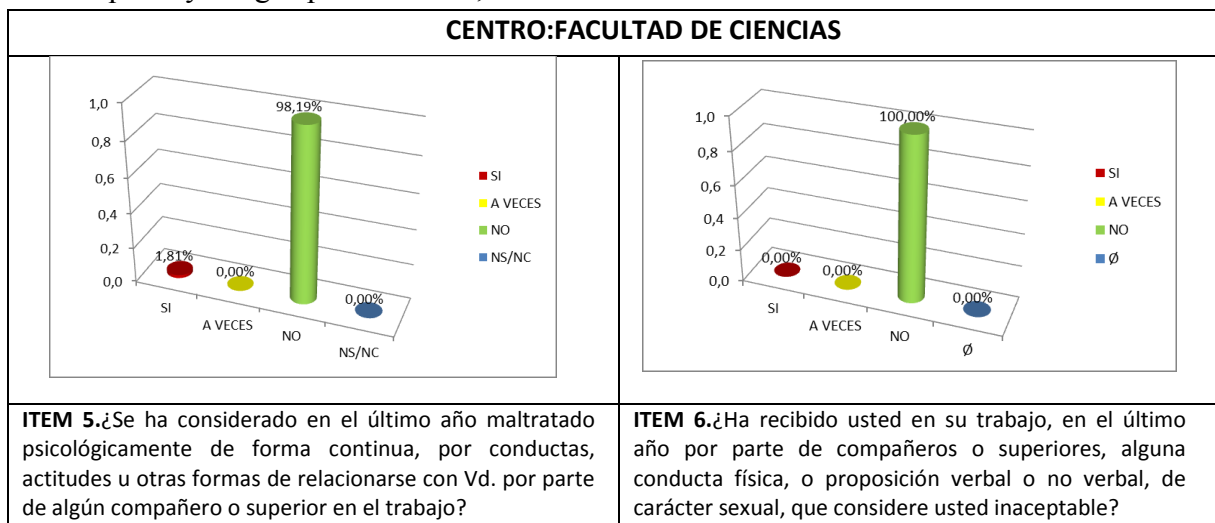 CENTRO:FACULTAD DE CIENCIAS
1,0
0,8
0,6
0,4
0,2
0,0
1,81%
0,00%
98,19%
0,00%
SI
A VECES
NO
NS/NC
SI
A VECES
NO
NS/NC
1,0
0,8
0,6
0,4
0,2
0,0
0,00%
0,00%
100,00%
0,00%
SI
A VECES
NO
Ø
SI
A VECES
NO
Ø
ITEM 5.¿Se ha considerado en el último año maltratado
psicológicamente de forma continua, por conductas,
actitudes u otras formas de relacionarse con Vd. por parte
de algún compañero o superior en el trabajo?
ITEM 6.¿Ha recibido usted en su trabajo, en el último
año por parte de compañeros o superiores, alguna
conducta física, o proposición verbal o no verbal, de
carácter sexual, que considere usted inaceptable?